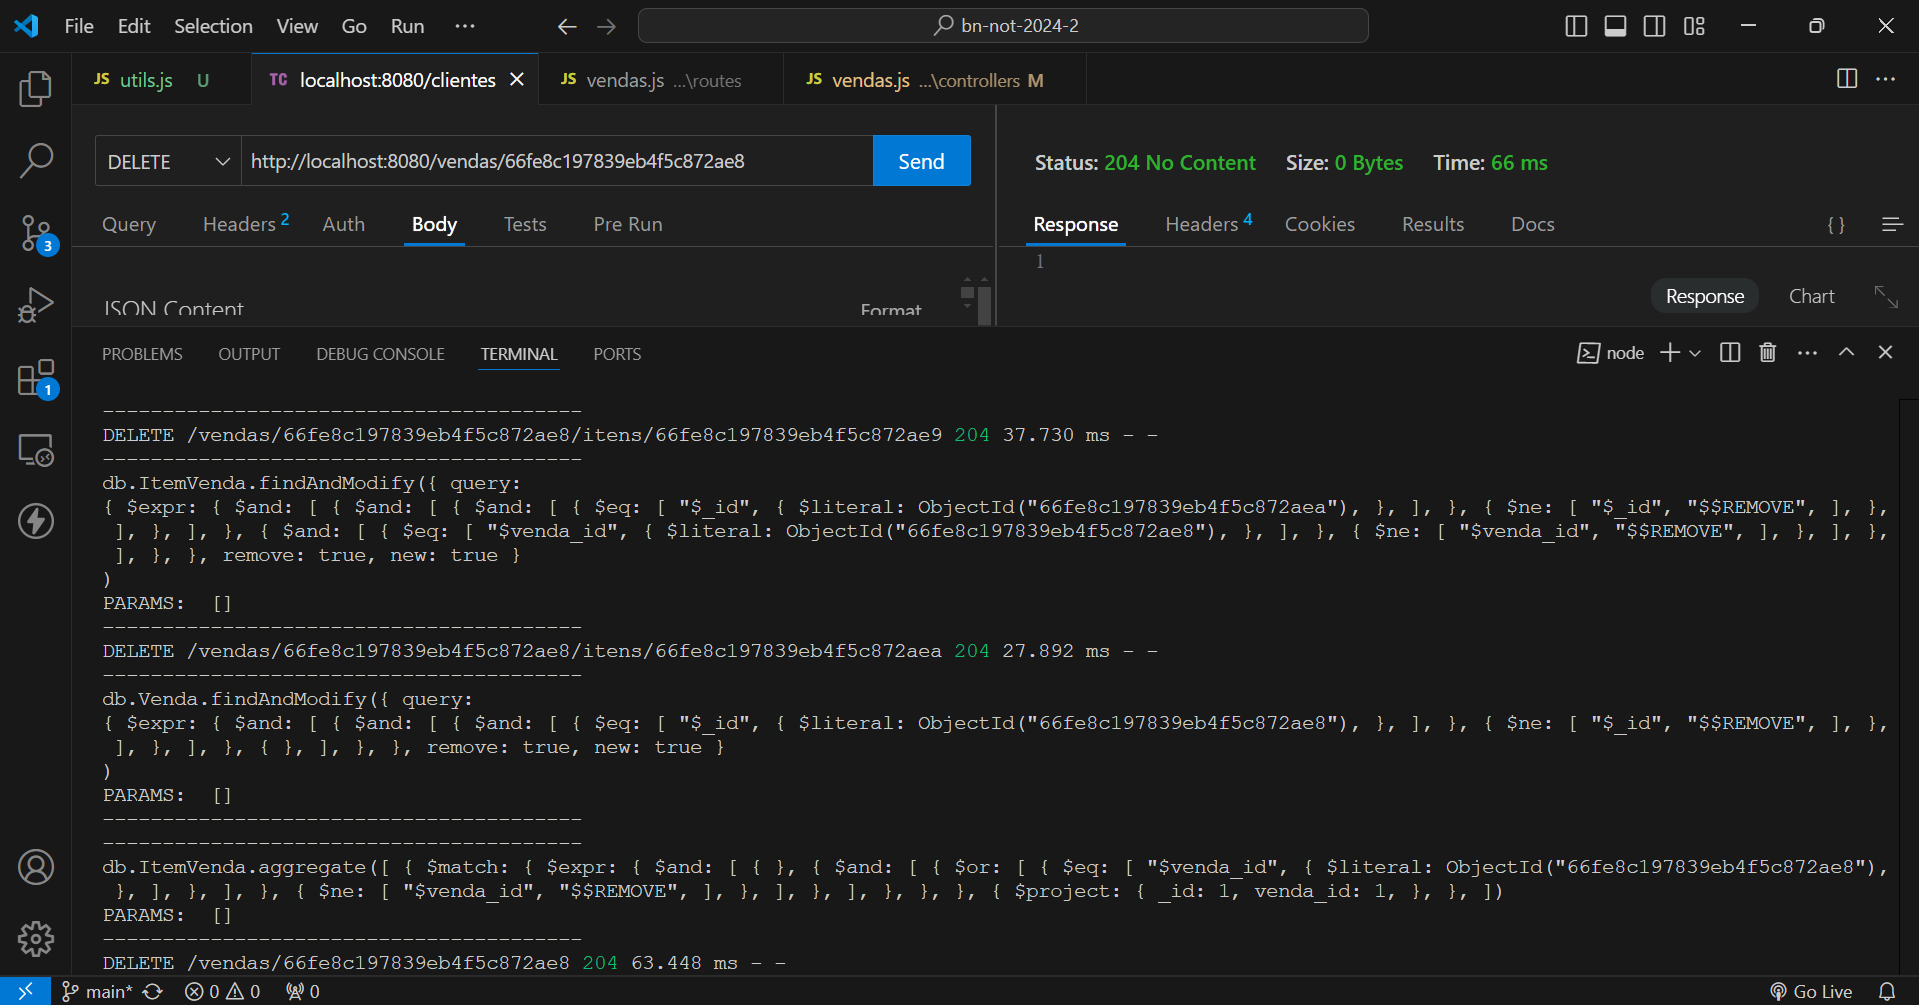 File Edit Selection View Go Run ··· bn-not-2024-2
JS utils.js U TC localhost:8080/clientes JS vendas.js ...\routes JS vendas.js ...\controllers M
DELETE http://localhost:8080/vendas/66fe8c197839eb4f5c872ae8 Send
Status: 204 No Content Size: 0 Bytes Time: 66 ms
Query Headers 2 Auth Body Tests Pre Run
Response Headers 4 Cookies Results Docs { }
1
JSON Content Format
Response Chart
3
1
PROBLEMS OUTPUT DEBUG CONSOLE TERMINAL PORTS node
----------------------------------------
DELETE /vendas/66fe8c197839eb4f5c872ae8/itens/66fe8c197839eb4f5c872ae9 204 37.730 ms - -
----------------------------------------
db.ItemVenda.findAndModify({ query:
{ $expr: { $and: [ { $and: [ { $and: [ { $eq: [ "$_id", { $literal: ObjectId("66fe8c197839eb4f5c872aea"), }, ], }, { $ne: [ "$_id", "$$REMOVE", ], },
 ], }, ], }, { $and: [ { $eq: [ "$venda_id", { $literal: ObjectId("66fe8c197839eb4f5c872ae8"), }, ], }, { $ne: [ "$venda_id", "$$REMOVE", ], }, ], },
 ], }, }, remove: true, new: true }
)
PARAMS:  []
----------------------------------------
DELETE /vendas/66fe8c197839eb4f5c872ae8/itens/66fe8c197839eb4f5c872aea 204 27.892 ms - -
----------------------------------------
db.Venda.findAndModify({ query:
{ $expr: { $and: [ { $and: [ { $and: [ { $eq: [ "$_id", { $literal: ObjectId("66fe8c197839eb4f5c872ae8"), }, ], }, { $ne: [ "$_id", "$$REMOVE", ], },
 ], }, ], }, { }, ], }, }, remove: true, new: true }
)
PARAMS:  []
----------------------------------------
----------------------------------------
db.ItemVenda.aggregate([ { $match: { $expr: { $and: [ { }, { $and: [ { $or: [ { $eq: [ "$venda_id", { $literal: ObjectId("66fe8c197839eb4f5c872ae8"),
 }, ], }, ], }, { $ne: [ "$venda_id", "$$REMOVE", ], }, ], }, ], }, }, }, { $project: { _id: 1, venda_id: 1, }, }, ])
PARAMS:  []
----------------------------------------
DELETE /vendas/66fe8c197839eb4f5c872ae8 204 63.448 ms - -
main* 0 0 0 Go Live